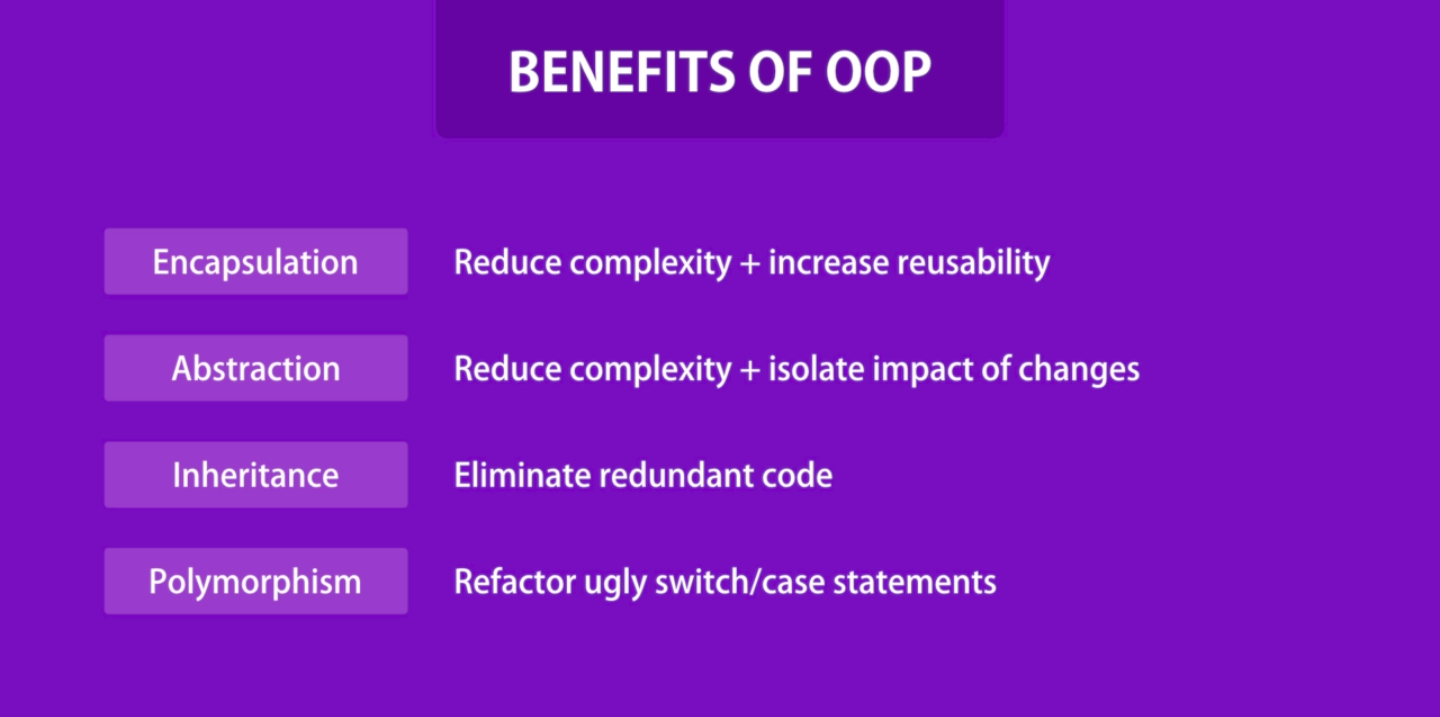 BENEFITS OF OOP
Encapsulation Reduce complexity + increase reusability
Abstraction Reduce complexity + isolate impact of changes
Inheritance Eliminate redundant code
Polymorphism Refactor ugly switch/case statements